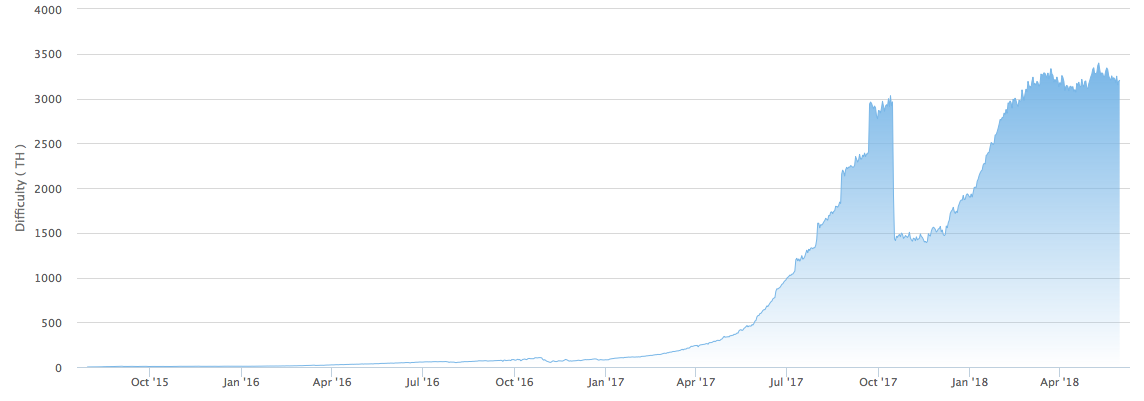 4000
3500
3000
2500
2000
1500
1000
500
0
Difficulty ( TH )
Oct '15
Jan '16
Apr '16
Jul '16
Oct '16
Jan '17
Apr '17
Jul '17
Oct '17
Jan '18
Apr '18